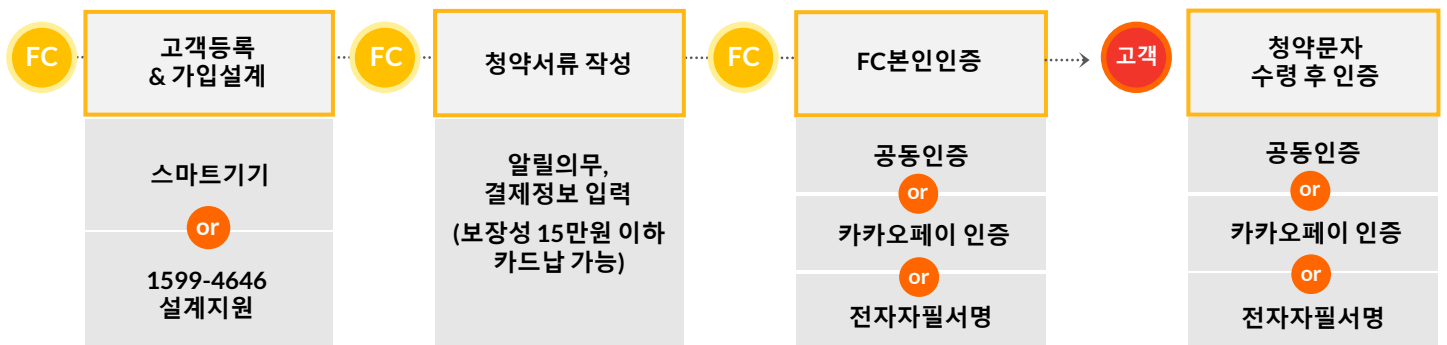 FC
고객등록
& 가입설계
스마트기기
or
1599-4646
설계지원
FC
청약서류 작성
알릴의무,
결제정보 입력
(보장성 15만원 이하
카드납 가능)
FC
FC본인인증
공동인증
or
카카오페이 인증
or
전자자필서명
고객
청약문자
수령 후 인증
공동인증
or
카카오페이 인증
or
전자자필서명